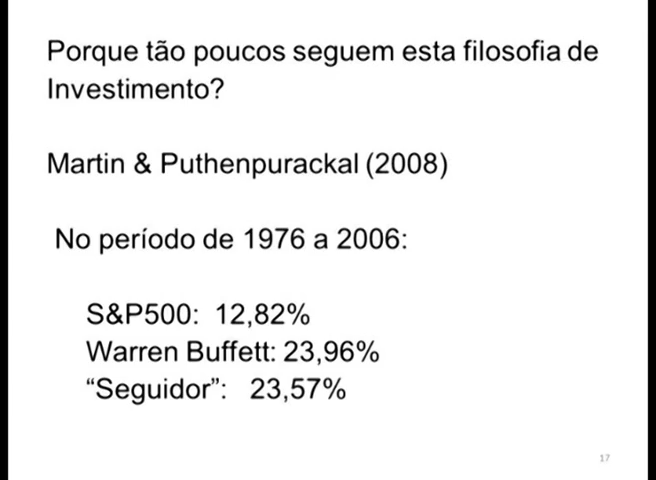 Porque tão poucos seguem esta filosofia de
Investimento?
Martin & Puthenpurackal (2008)
No período de 1976 a 2006:
S&P500: 12,82%
Warren Buffett: 23,96%
“Seguidor”: 23,57%
17